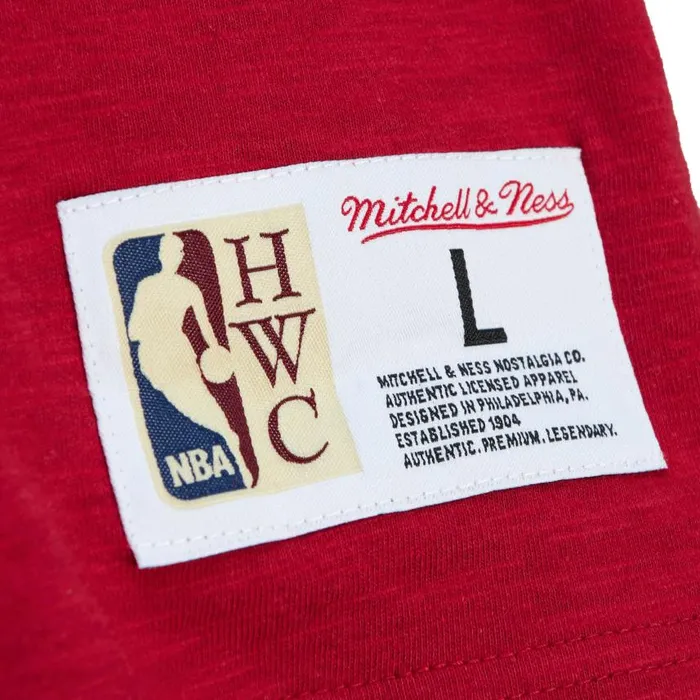 NBA
H
W
C
Mitchell & Ness
L
MITCHELL & NESS NOSTALGIA CO.
AUTHENTIC LICENSED APPAREL
DESIGNED IN PHILADELPHIA, PA.
ESTABLISHED 1904
AUTHENTIC. PREMIUM. LEGENDARY.